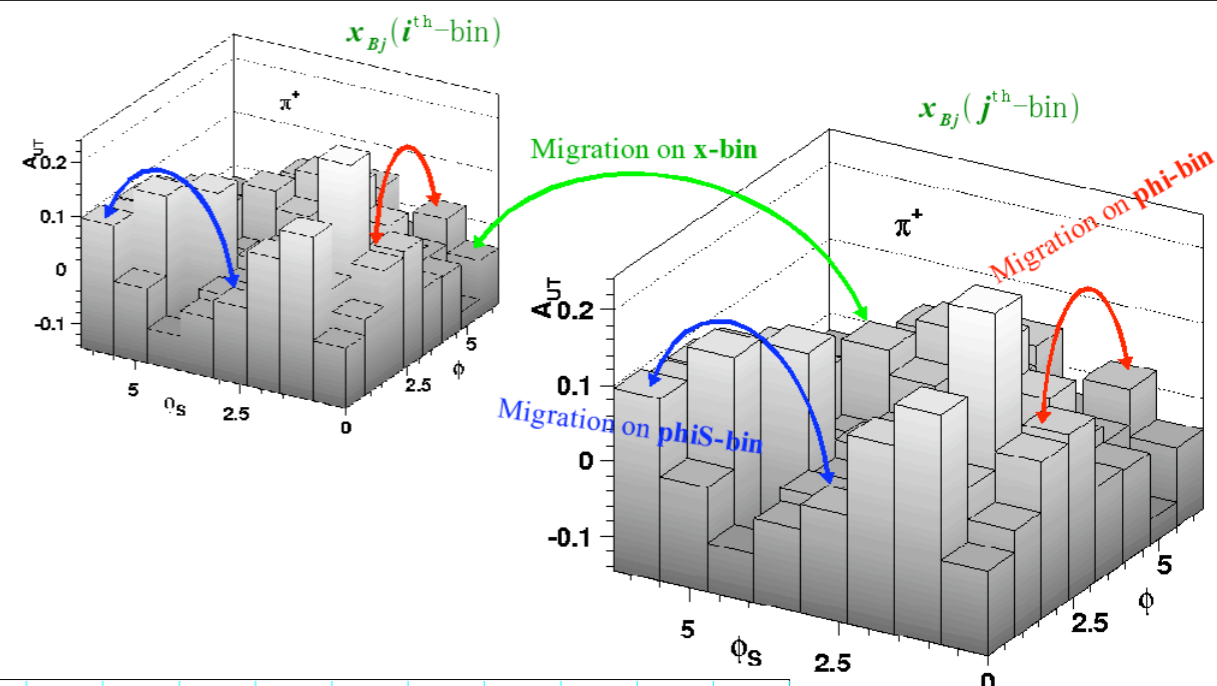 x_Bj(i^th−bin)
π+
A_UT
0.2
0.1
0
-0.1
5
φ_S
2.5
0
2.5
5
φ
Migration on x-bin
x_Bj(j^th−bin)
π+
Migration on phi-bin
Migration on phiS-bin
A_UT
0.2
0.1
0
-0.1
5
φ_S
2.5
0
2.5
5
φ